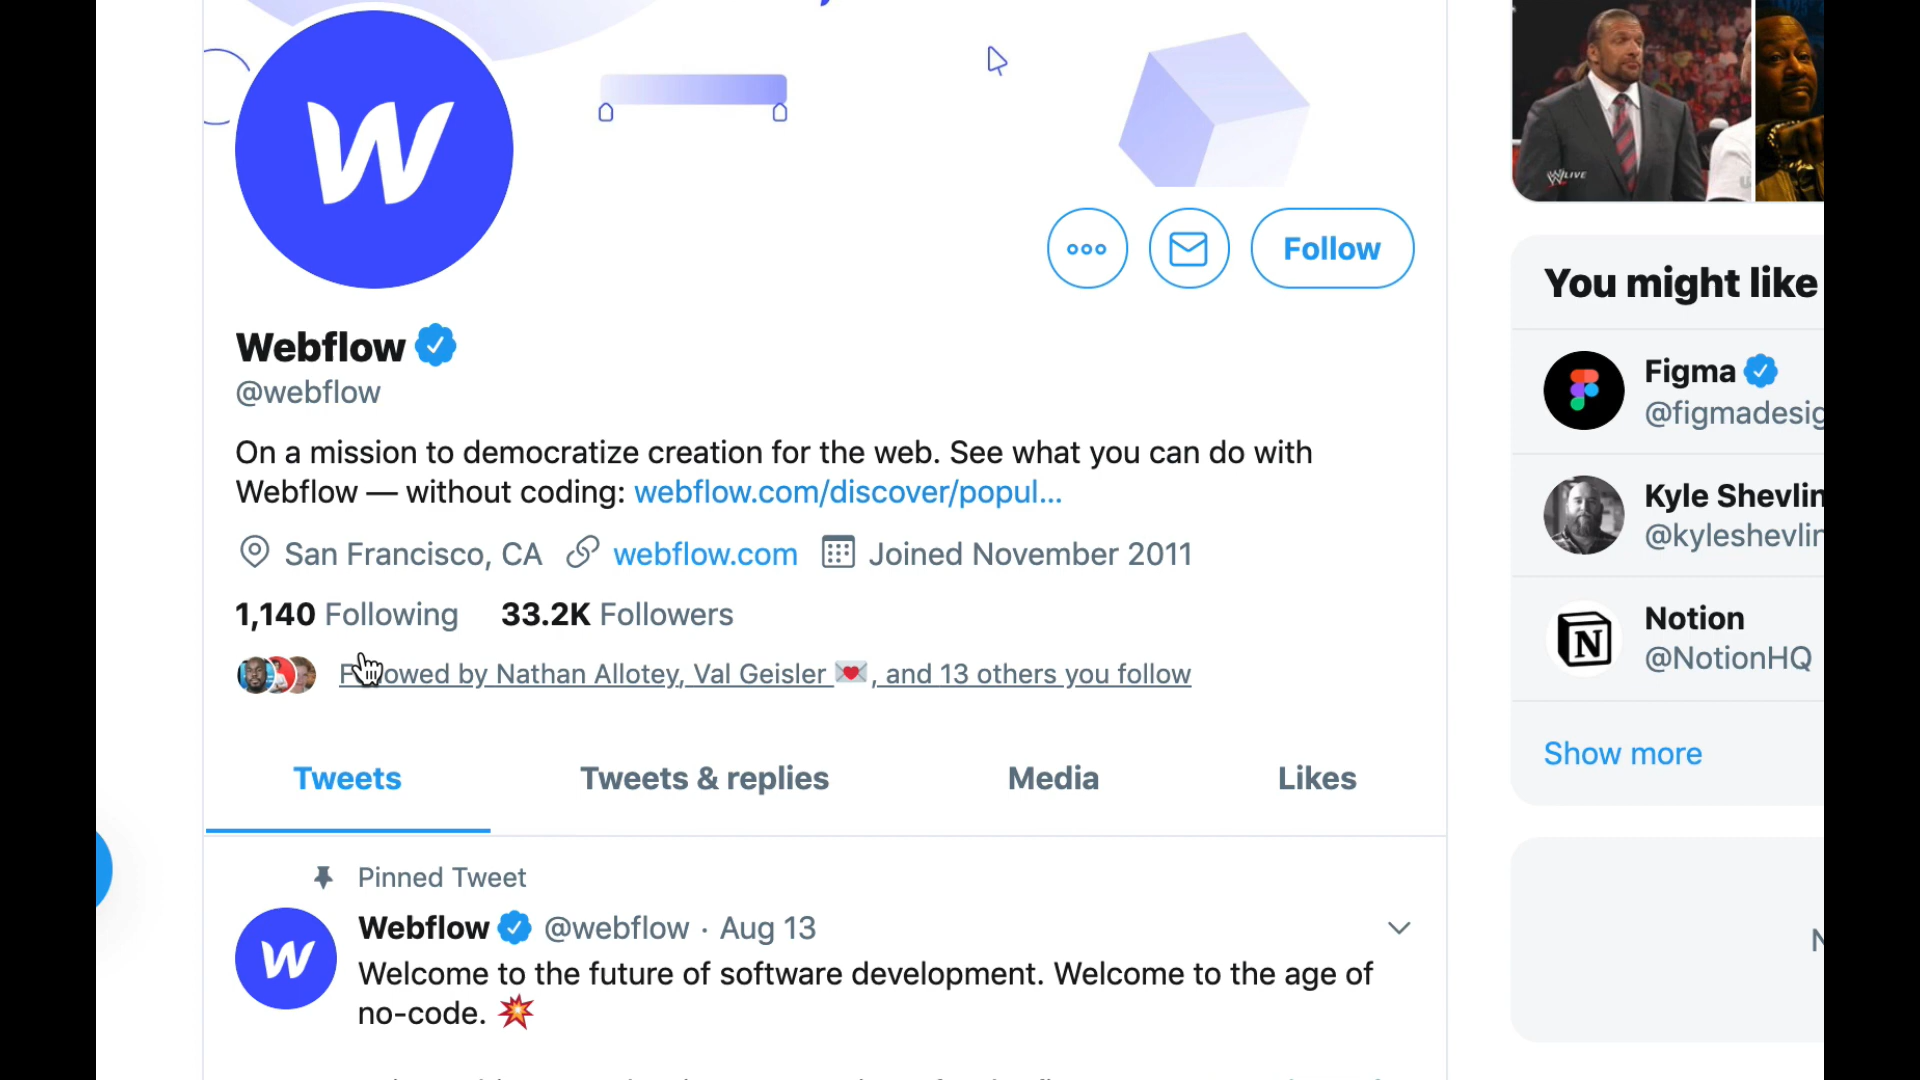 W
LIVE
Follow
Webflow
@webflow
On a mission to democratize creation for the web. See what you can do with
Webflow — without coding: webflow.com/discover/popul...
San Francisco, CA webflow.com Joined November 2011
1,140 Following 33.2K Followers
by Nathan Allotey, Val Geisler 💌, and 13 others you follow
Tweets Tweets & replies Media Likes
Pinned Tweet
W
Webflow @webflow · Aug 13
Welcome to the future of software development. Welcome to the age of
no-code. 💥
You might like
Figma
@figmadesig
Kyle Shevlin
@kyleshevlin
N
Notion
@NotionHQ
Show more